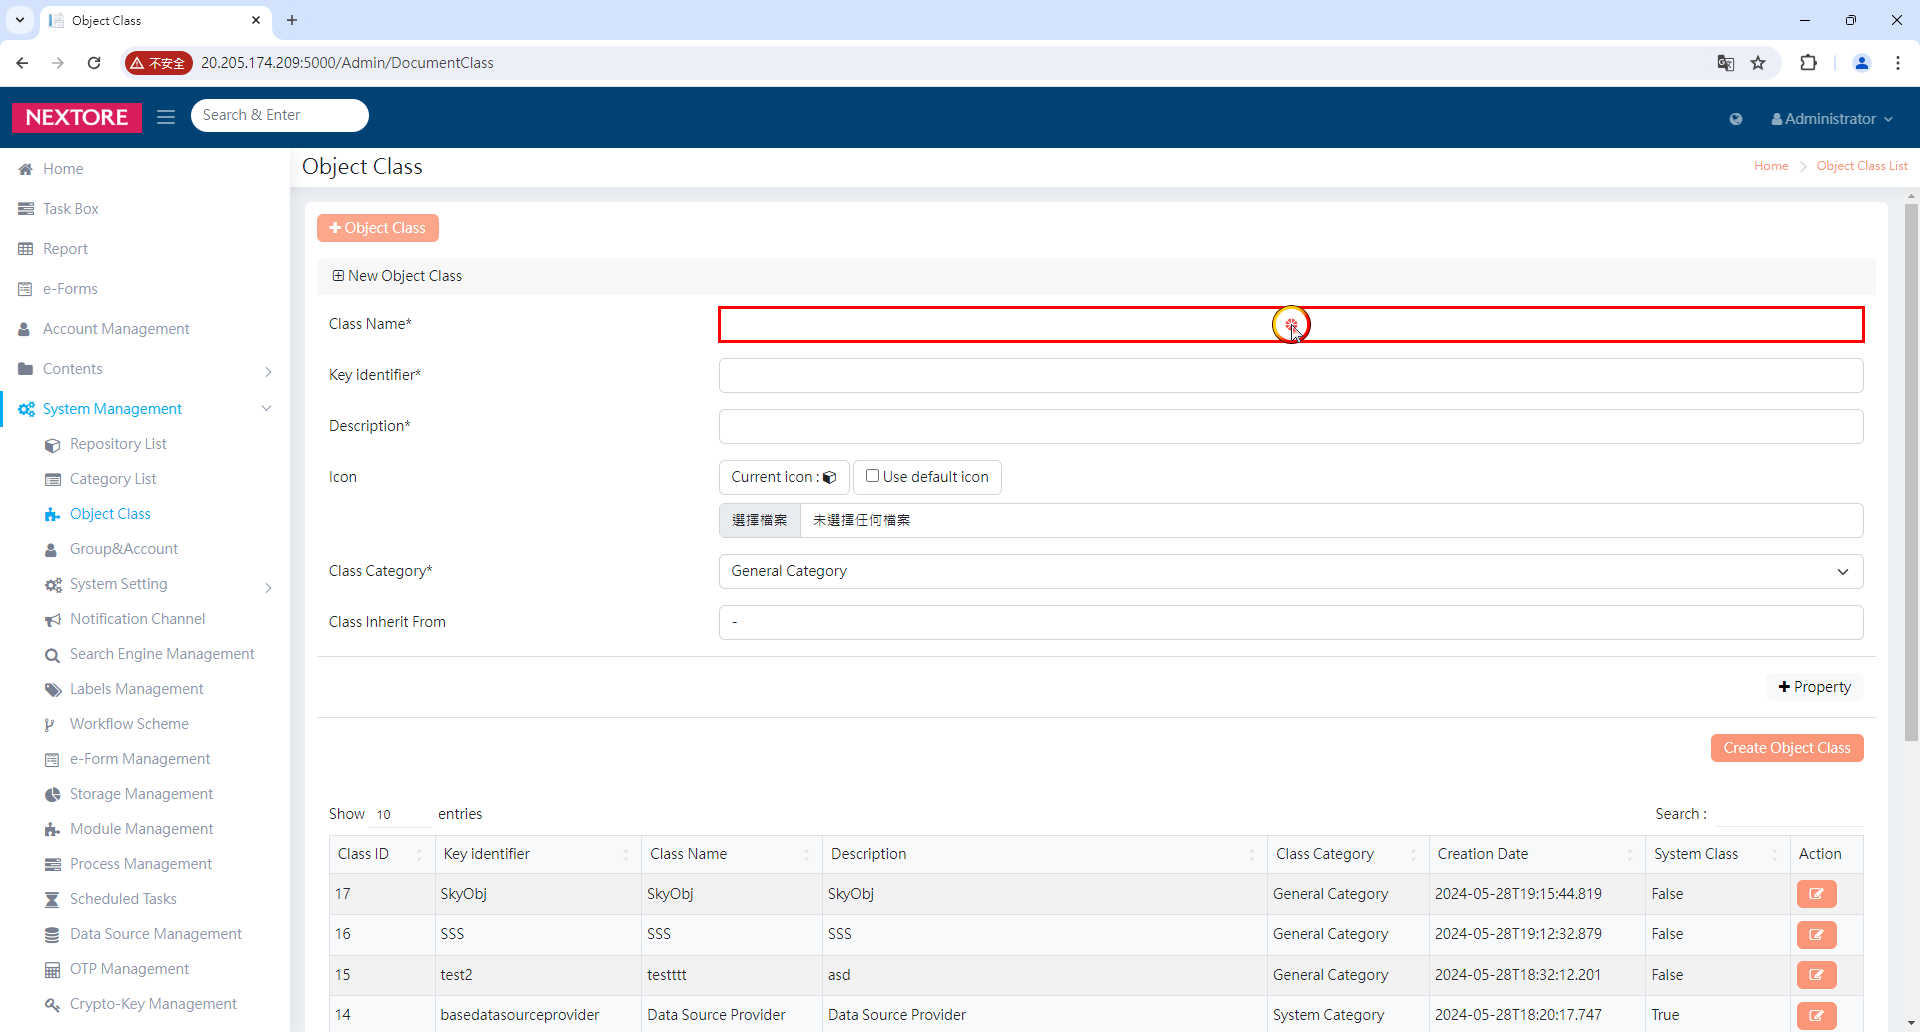 Object Class
不安全
20.205.174.209:5000/Admin/DocumentClass
NEXTORE
Search & Enter
Administrator
Home
Task Box
Report
e-Forms
Account Management
Contents
System Management
Repository List
Category List
Object Class
Group&Account
System Setting
Notification Channel
Search Engine Management
Labels Management
Workflow Scheme
e-Form Management
Storage Management
Module Management
Process Management
Scheduled Tasks
Data Source Management
OTP Management
Crypto-Key Management
Object Class
Home
Object Class List
Object Class
New Object Class
Class Name*
Key identifier*
Description*
Icon
Current icon :
Use default icon
選擇檔案
未選擇任何檔案
Class Category*
General Category
Class Inherit From
-
Property
Create Object Class
Show 10 entries
Search :
Class ID Key identifier Class Name Description Class Category Creation Date System Class Action
17 SkyObj SkyObj SkyObj General Category 2024-05-28T19:15:44.819 False
16 SSS SSS SSS General Category 2024-05-28T19:12:32.879 False
15 test2 testttt asd General Category 2024-05-28T18:32:12.201 False
14 basedatasourceprovider Data Source Provider Data Source Provider System Category 2024-05-28T18:20:17.747 True